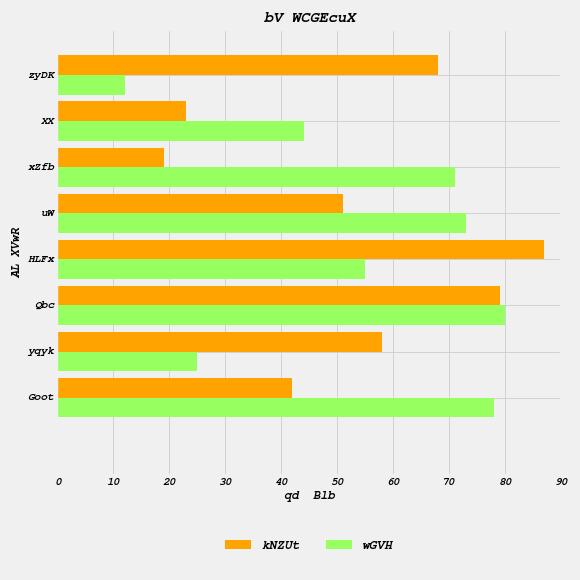 bV WCGEcuX
AL XVwR
zyDK
XX
xZfb
uW
HLFx
Qbc
yqyk
Goot
0 10 20 30 40 50 60 70 80 90
qd Blb
kNZUt wGVH